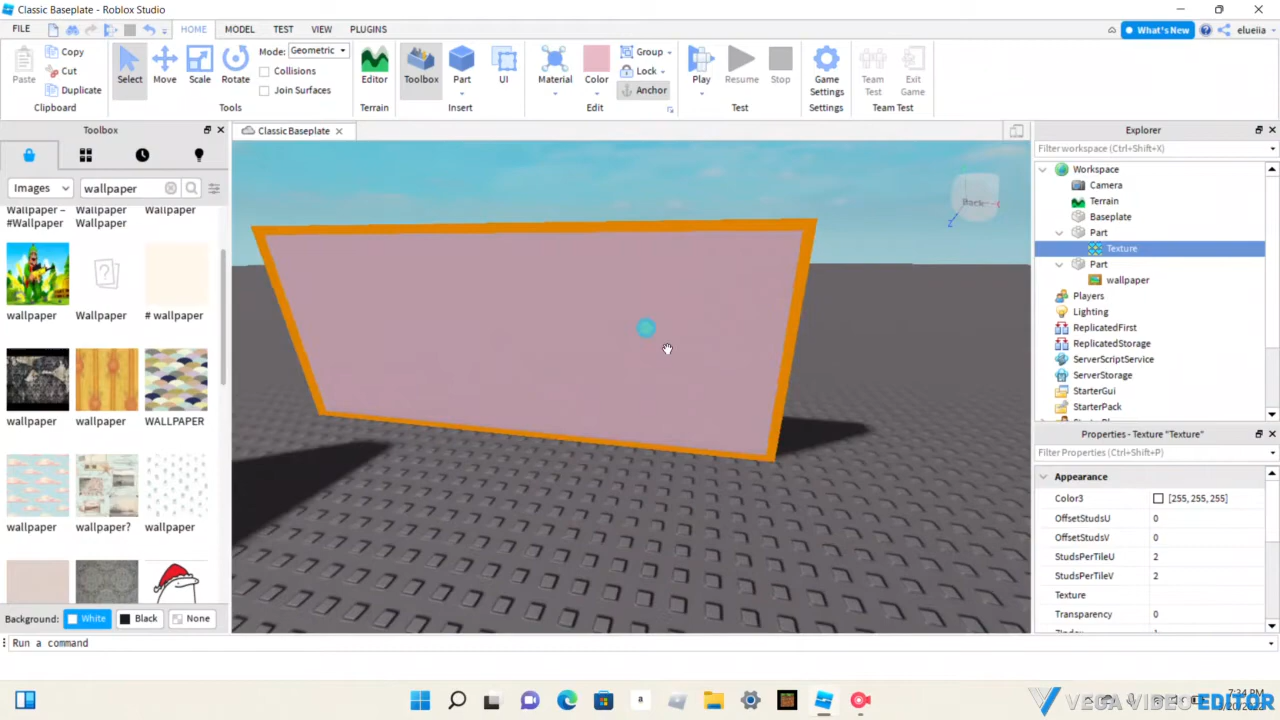 Classic Baseplate - Roblox Studio
FILE HOME MODEL TEST VIEW PLUGINS What's New elueiia
Paste Copy Cut Duplicate Clipboard
Select Move Scale Rotate Mode: Geometric Collisions Join Surfaces Tools
Editor Terrain
Toolbox Part UI Insert
Material Color Group Lock Anchor Edit
Play Resume Stop Test
Game Settings Settings
Team Test Exit Game Team Test
Toolbox
Images wallpaper
Wallpaper – Wallpaper Wallpaper
#Wallpaper Wallpaper
wallpaper Wallpaper # wallpaper
wallpaper wallpaper WALLPAPER
wallpaper wallpaper? wallpaper
Background: White Black None
Run a command
Classic Baseplate
Back
Z
Explorer
Filter workspace (Ctrl+Shift+X)
Workspace
Camera
Terrain
Baseplate
Part
Texture
Part
wallpaper
Players
Lighting
ReplicatedFirst
ReplicatedStorage
ServerScriptService
ServerStorage
StarterGui
StarterPack
Properties - Texture "Texture"
Filter Properties (Ctrl+Shift+P)
Appearance
Color3 [255, 255, 255]
OffsetStudsU 0
OffsetStudsV 0
StudsPerTileU 2
StudsPerTileV 2
Texture
Transparency 0
a
7:34 PM
VEGA VIDEO EDITOR